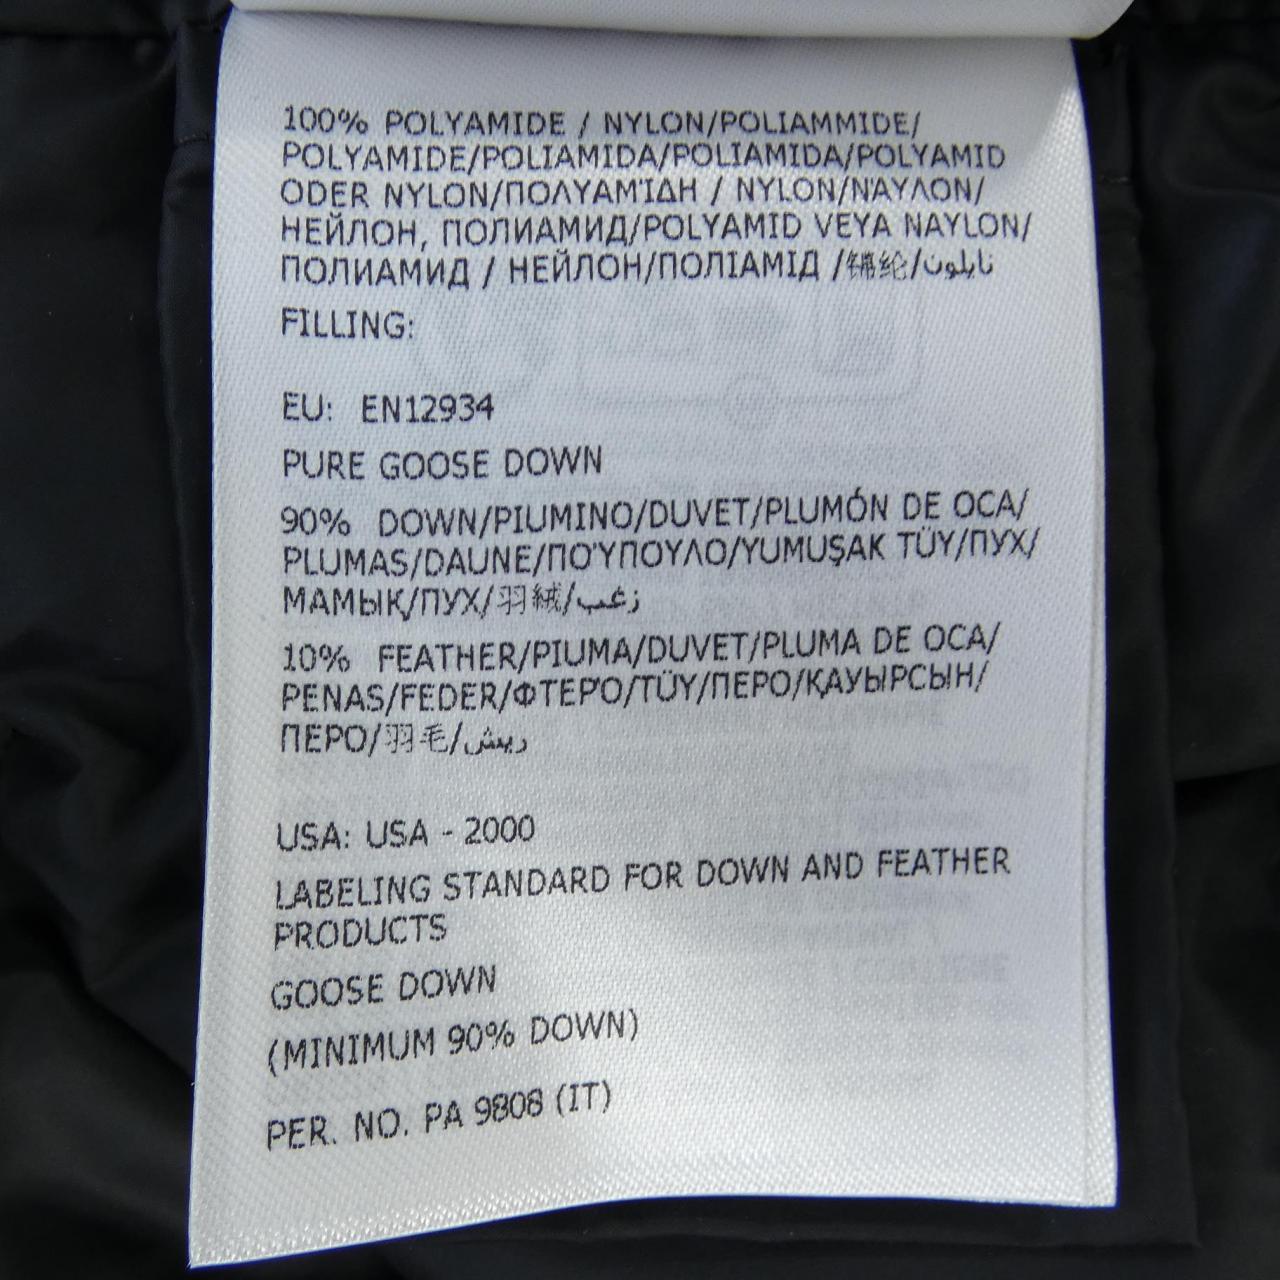 100% POLYAMIDE / NYLON/POLIAMMIDE/
POLYAMIDE/POLIAMIDA/POLIAMIDA/POLYAMID
ODER NYLON/ΠΟΛΥΑΜΊΔΗ / NYLON/ΝΆΥΛΟΝ/
НЕЙЛОН, ПОЛИАМИД/POLYAMID VEYA NAYLON/
ПОЛИАМИД / НЕЙЛОН/ПОЛІАМІД /锦纶/نايلون
FILLING:
EU: EN12934
PURE GOOSE DOWN
90% DOWN/PIUMINO/DUVET/PLUMÓN DE OCA/
PLUMAS/DAUNE/ΠΟΎΠΟΥΛΟ/YUMUŞAK TÜY/ПУХ/
МАМЫҚ/ПУХ/羽絨/زغب
10% FEATHER/PIUMA/DUVET/PLUMA DE OCA/
PENAS/FEDER/ΦΤΕΡΌ/TÜY/ПЕРО/ҚАУЫРСЫН/
ПЕРО/羽毛/ريش
USA: USA - 2000
LABELING STANDARD FOR DOWN AND FEATHER
PRODUCTS
GOOSE DOWN
(MINIMUM 90% DOWN)
PER. NO. PA 9808 (IT)